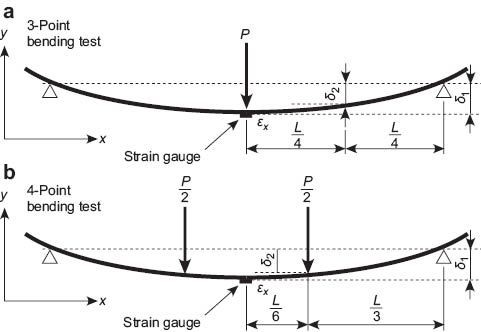 a
3-Point
bending test
y
P
δ2
δ1
εx
L/4
L/4
Strain gauge
x
b
4-Point
bending test
y
P/2
P/2
δ2
δ1
εx
L/6
L/3
Strain gauge
x